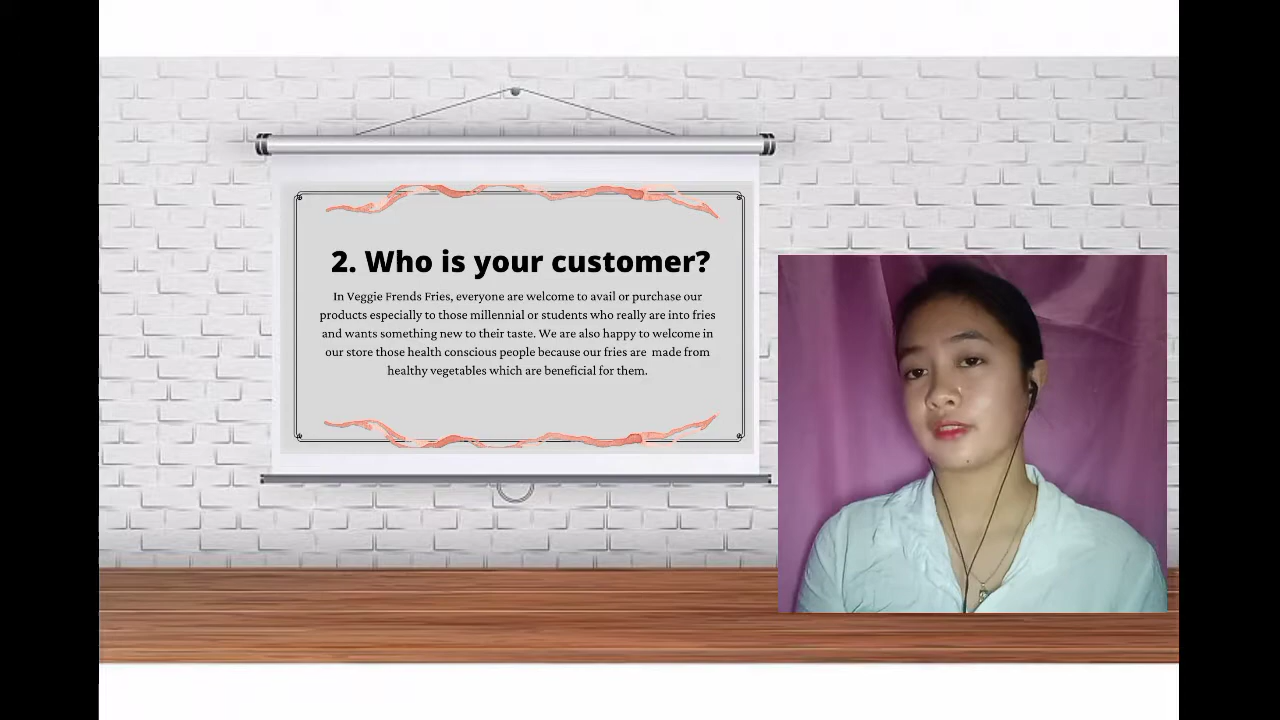 2. Who is your customer?
In Veggie Frends Fries, everyone are welcome to avail or purchase our
products especially to those millennial or students who really are into fries
and wants something new to their taste. We are also happy to welcome in
our store those health conscious people because our fries are  made from
healthy vegetables which are beneficial for them.